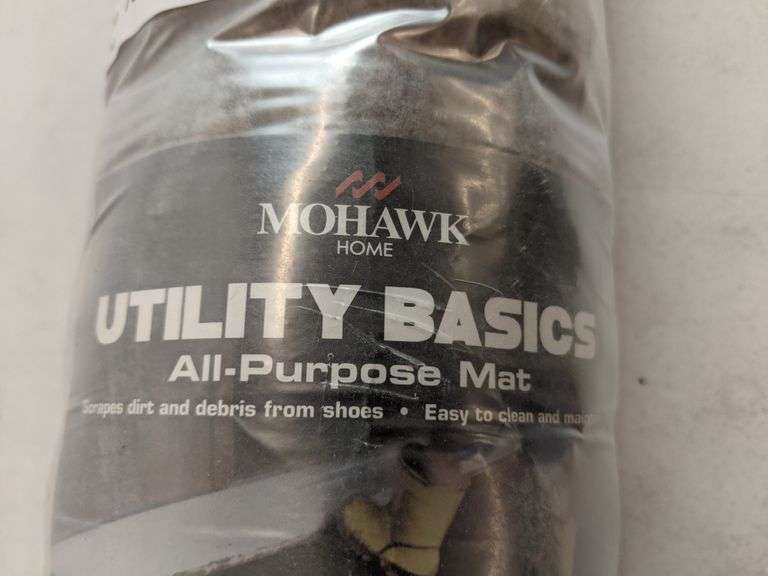 MOHAWK
HOME
UTILITY BASICS
All-Purpose Mat
Scrapes dirt and debris from shoes • Easy to clean and